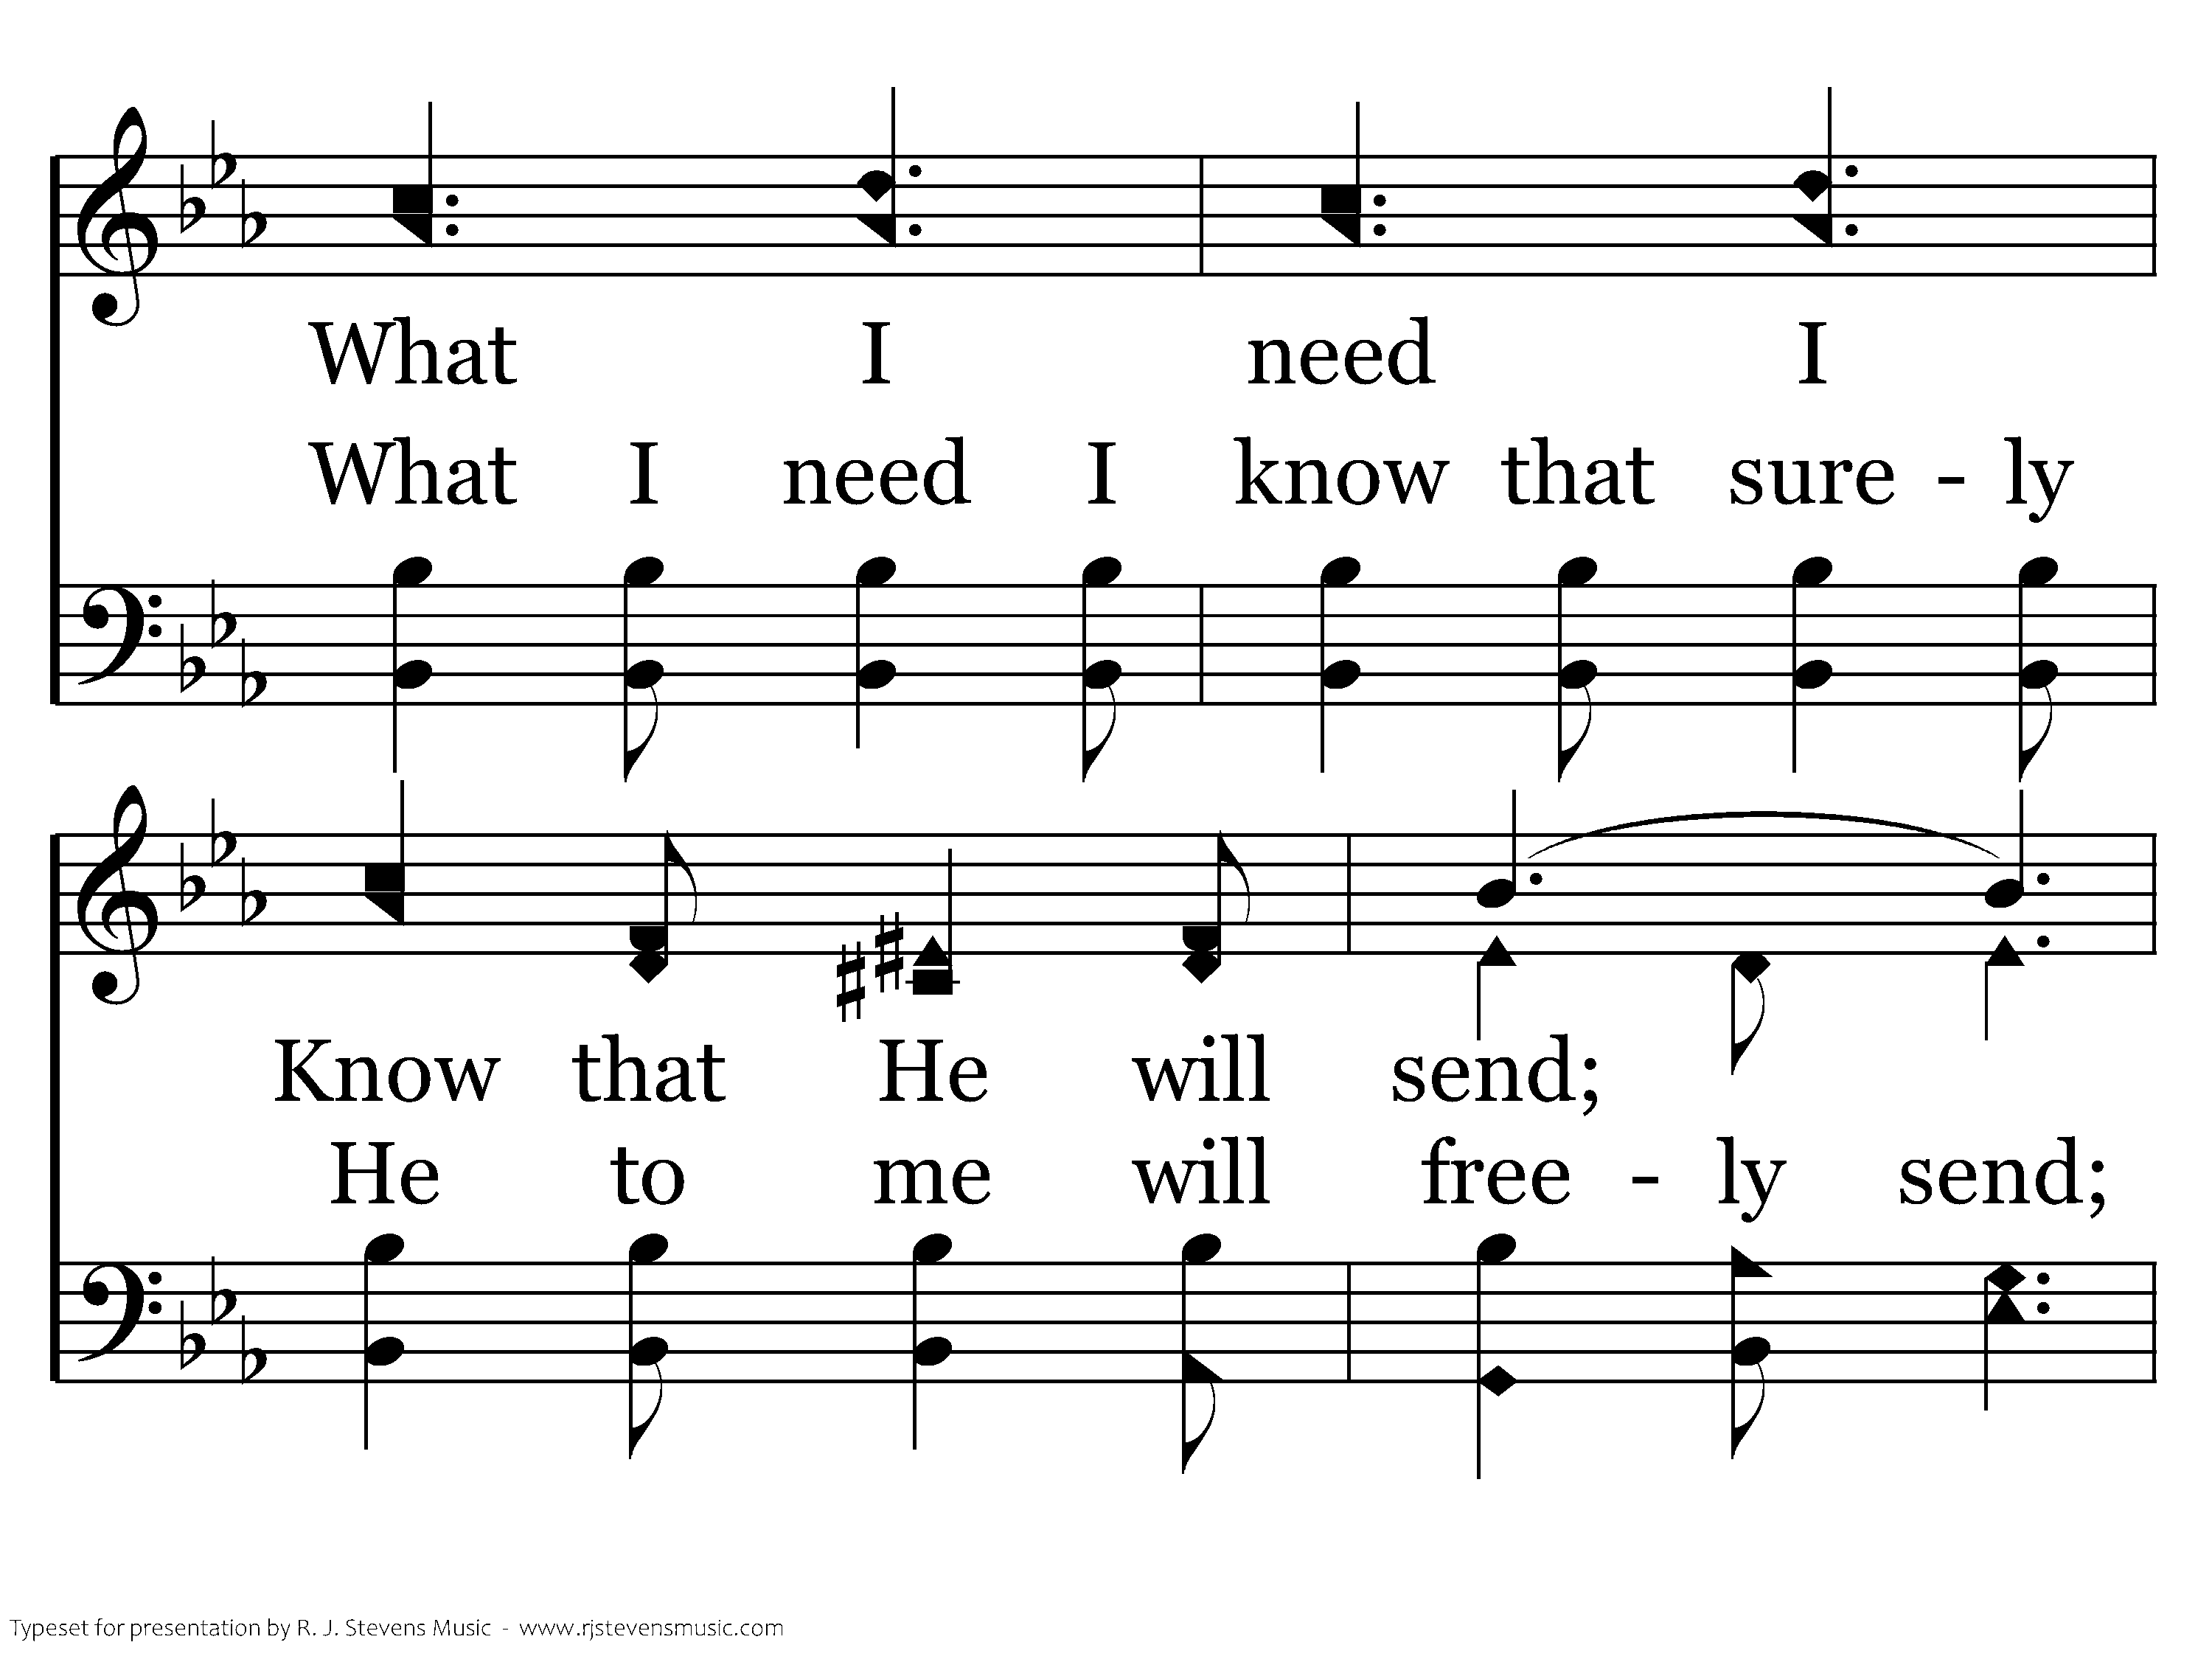 What I need I
What I need I know that sure - ly
Know that He will send;
He to me will free - ly send;
Typeset for presentation by R. J. Stevens Music - www.rjstevensmusic.com